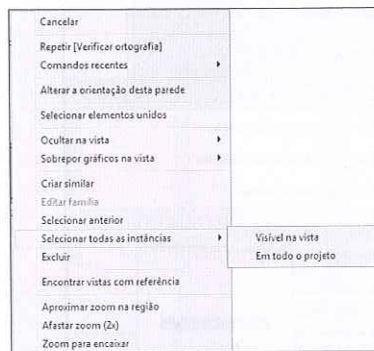 Cancelar
Repetir [Verificar ortografia]
Comandos recentes
Alterar a orientação desta parede
Selecionar elementos unidos
Ocultar na vista
Sobrepor gráficos na vista
Criar similar
Editar família
Selecionar anterior
Selecionar todas as instâncias
Visível na vista
Em todo o projeto
Excluir
Encontrar vistas com referência
Aproximar zoom na região
Afastar zoom (2x)
Zoom para encaixar